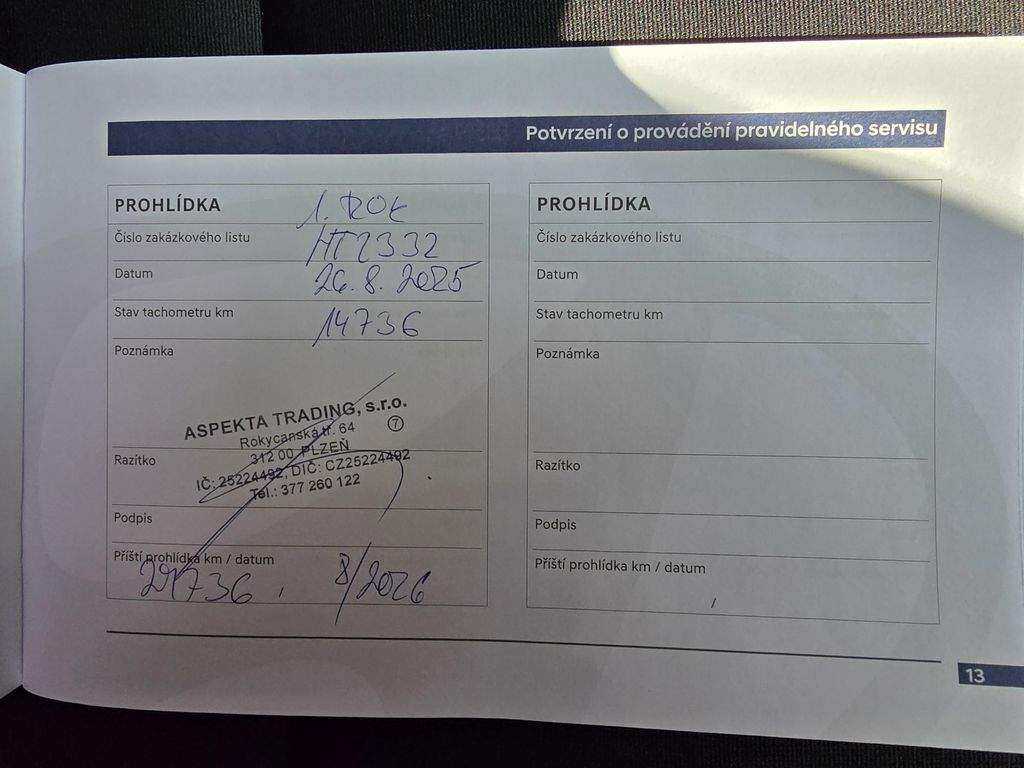 Potvrzení o provádění pravidelného servisu
PROHLÍDKA 1. ROK
Číslo zakázkového listu HT2332
Datum 26.8.2025
Stav tachometru km 14736
Poznámka
ASPEKTA TRADING, s.r.o.
Rokycanská tř. 64 7
312 00 PLZEŇ
IČ: 25224492, DIČ: CZ25224492
Tel.: 377 260 122
Razítko
Podpis
Příští prohlídka km / datum
29736, 8/2026
PROHLÍDKA
Číslo zakázkového listu
Datum
Stav tachometru km
Poznámka
Razítko
Podpis
Příští prohlídka km / datum
/
13